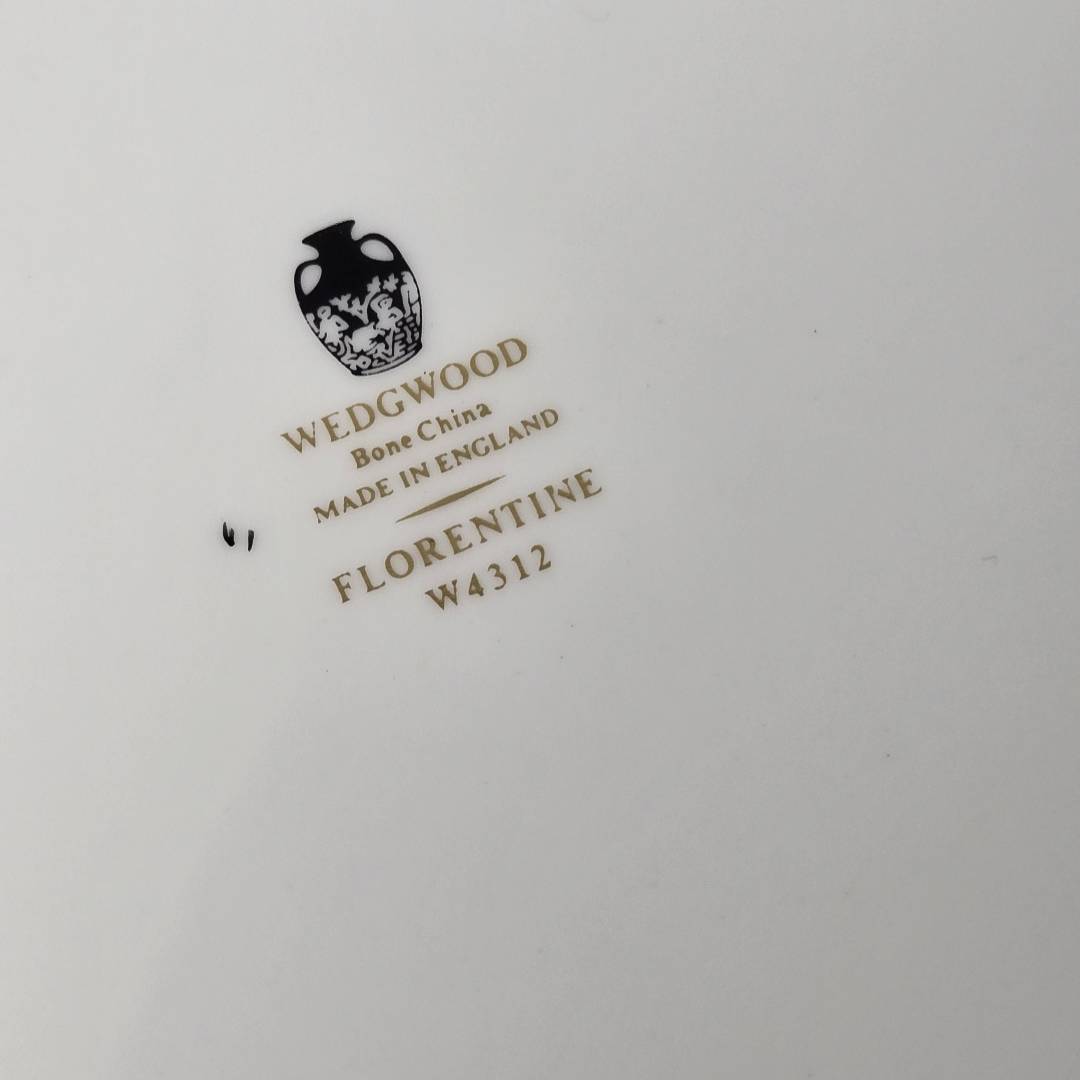 WEDGWOOD
Bone China
MADE IN ENGLAND
FLORENTINE
W4312